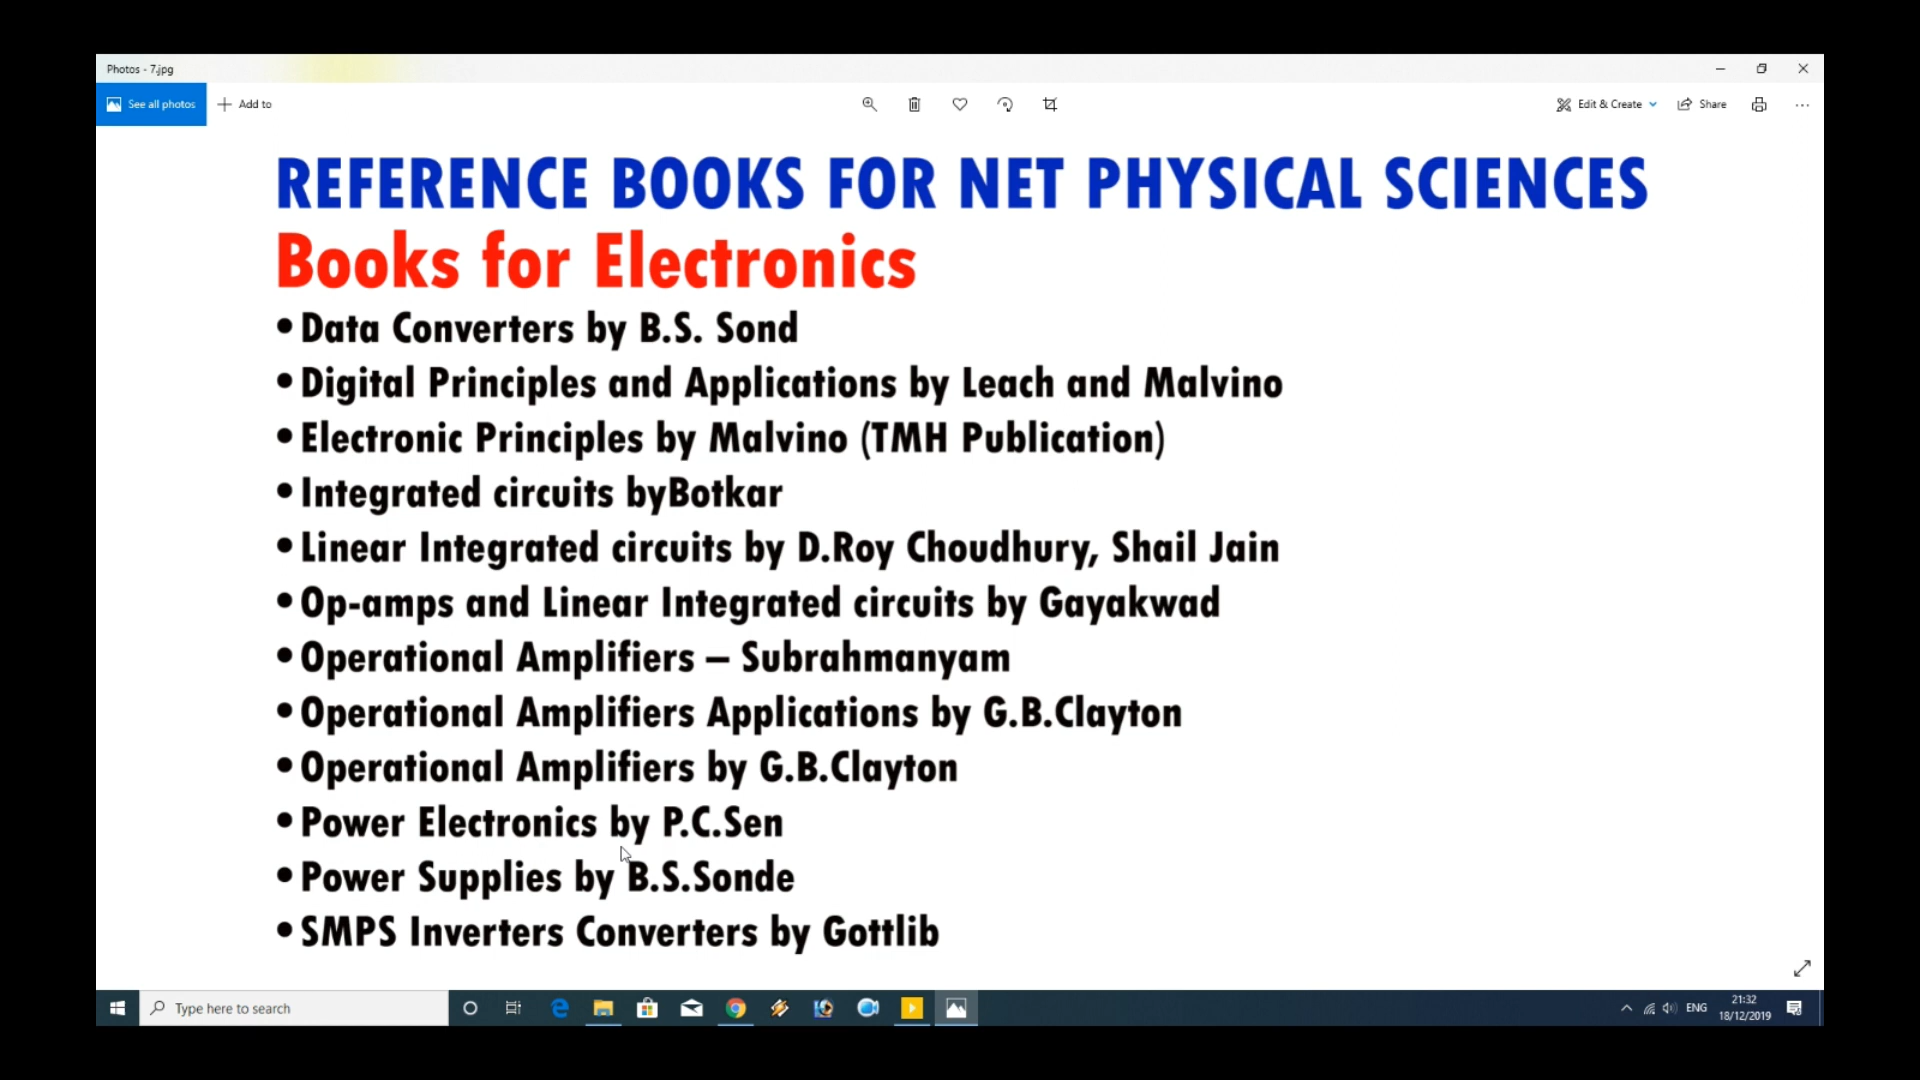 Photos - 7.jpg
See all photos
Add to
Edit & Create
Share
REFERENCE BOOKS FOR NET PHYSICAL SCIENCES
Books for Electronics
•Data Converters by B.S. Sond
•Digital Principles and Applications by Leach and Malvino
•Electronic Principles by Malvino (TMH Publication)
•Integrated circuits byBotkar
•Linear Integrated circuits by D.Roy Choudhury, Shail Jain
•Op-amps and Linear Integrated circuits by Gayakwad
•Operational Amplifiers – Subrahmanyam
•Operational Amplifiers Applications by G.B.Clayton
•Operational Amplifiers by G.B.Clayton
•Power Electronics by P.C.Sen
•Power Supplies by B.S.Sonde
•SMPS Inverters Converters by Gottlib
Type here to search
ENG
21:32
18/12/2019